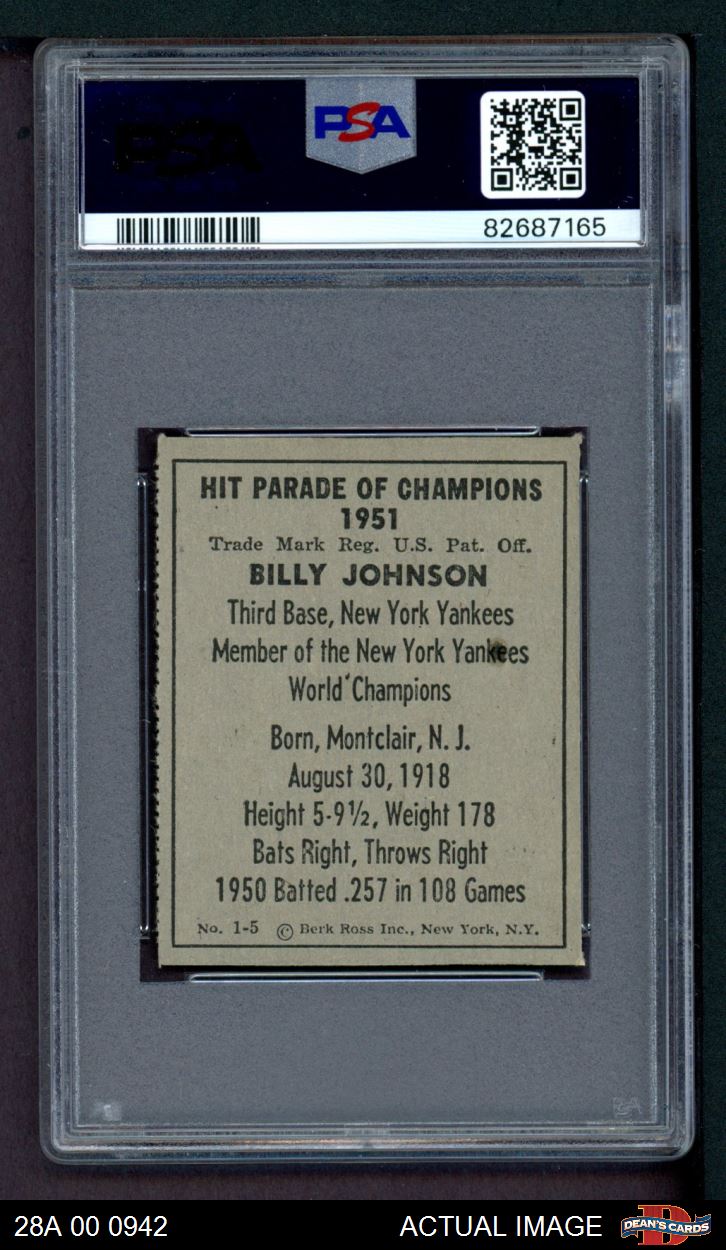 PSA
PSA
82687165
HIT PARADE OF CHAMPIONS
1951
Trade Mark Reg. U.S. Pat. Off.
BILLY JOHNSON
Third Base, New York Yankees
Member of the New York Yankees
World Champions
Born, Montclair, N. J.
August 30, 1918
Height 5-9½, Weight 178
Bats Right, Throws Right
1950 Batted .257 in 108 Games
No. 1-5 © Berk Ross Inc., New York, N.Y.
PSA
28A 00 0942
ACTUAL IMAGE
DEAN'S CARDS